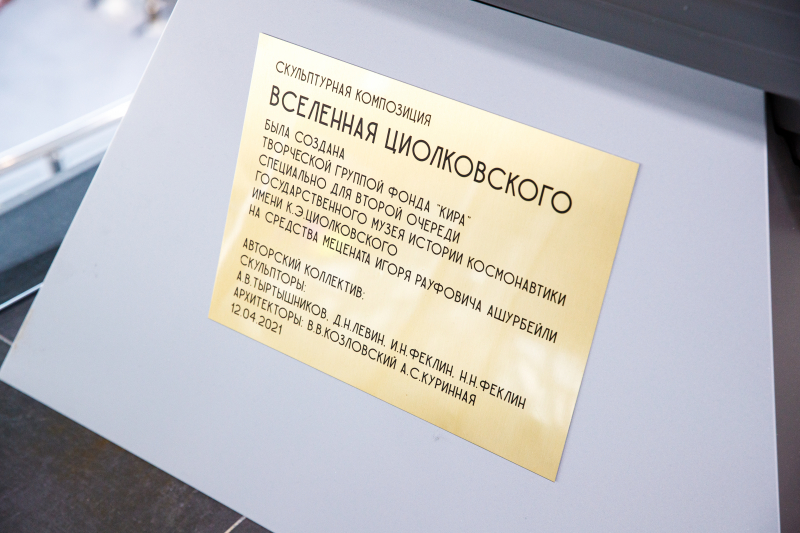 СКУЛЬПТУРНАЯ КОМПОЗИЦИЯ
ВСЕЛЕННАЯ ЦИОЛКОВСКОГО
БЫЛА СОЗДАНА
ТВОРЧЕСКОЙ ГРУППОЙ ФОНДА "КИРА"
СПЕЦИАЛЬНО ДЛЯ ВТОРОЙ ОЧЕРЕДИ
ГОСУДАРСТВЕННОГО МУЗЕЯ ИСТОРИИ КОСМОНАВТИКИ
ИМЕНИ К.Э.ЦИОЛКОВСКОГО
НА СРЕДСТВА МЕЦЕНАТА ИГОРЯ РАУФОВИЧА АШУРБЕЙЛИ
АВТОРСКИЙ КОЛЛЕКТИВ:
СКУЛЬПТОРЫ:
А.В ТЫРТЫШНИКОВ, Д.Н.ЛЕВИН, И.Н.ФЕКЛИН, Н.Н.ФЕКЛИН
АРХИТЕКТОРЫ: В.В.КОЗЛОВСКИЙ А.С.КУРИННАЯ
12.04.2021